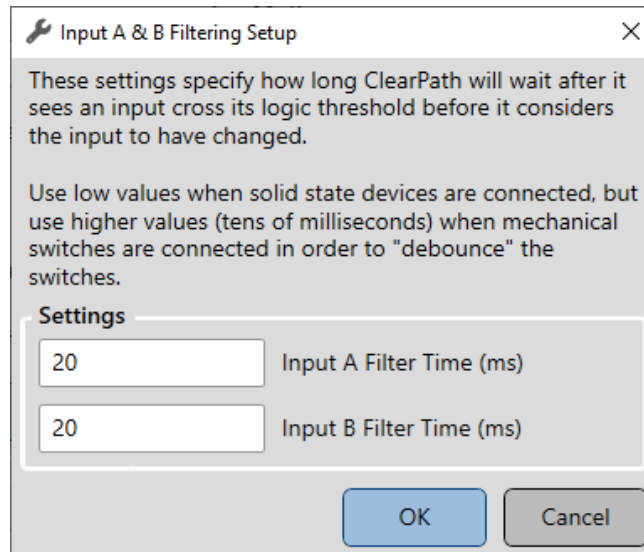 Input A & B Filtering Setup
These settings specify how long ClearPath will wait after it
sees an input cross its logic threshold before it considers
the input to have changed.
Use low values when solid state devices are connected, but
use higher values (tens of milliseconds) when mechanical
switches are connected in order to "debounce" the
switches.
Settings
20 Input A Filter Time (ms)
20 Input B Filter Time (ms)
OK Cancel